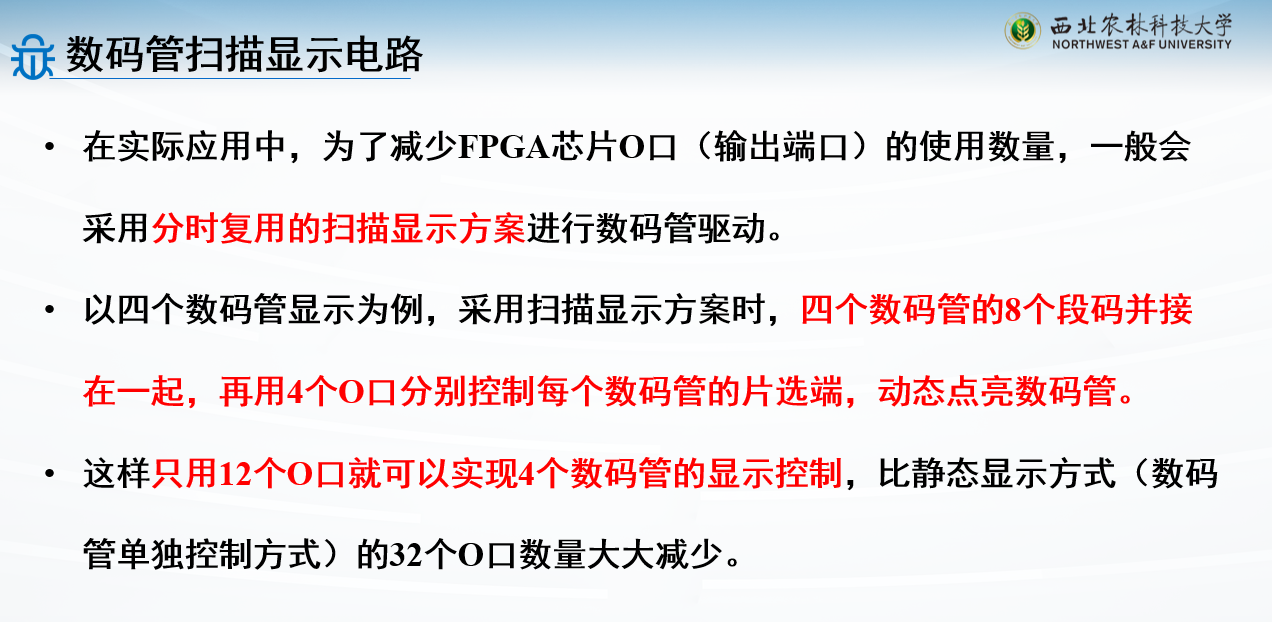 数码管扫描显示电路
西北农林科技大学
NORTHWEST A&F UNIVERSITY
• 在实际应用中，为了减少FPGA芯片O口（输出端口）的使用数量，一般会
采用分时复用的扫描显示方案进行数码管驱动。
• 以四个数码管显示为例，采用扫描显示方案时，四个数码管的8个段码并接
在一起，再用4个O口分别控制每个数码管的片选端，动态点亮数码管。
• 这样只用12个O口就可以实现4个数码管的显示控制，比静态显示方式（数码
管单独控制方式）的32个O口数量大大减少。